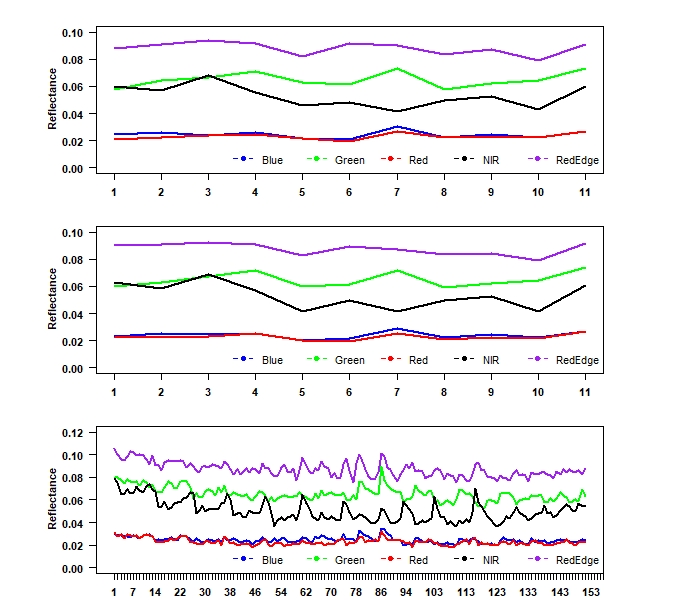 0.10
0.08
0.06
0.04
0.02
0.00
Reflectance
Blue Green Red NIR RedEdge
1 2 3 4 5 6 7 8 9 10 11
0.10
0.08
0.06
0.04
0.02
0.00
Reflectance
Blue Green Red NIR RedEdge
1 2 3 4 5 6 7 8 9 10 11
0.12
0.10
0.08
0.06
0.04
0.02
0.00
Reflectance
Blue Green Red NIR RedEdge
1 7 14 22 30 38 46 54 62 70 78 86 94 103 113 123 133 143 153